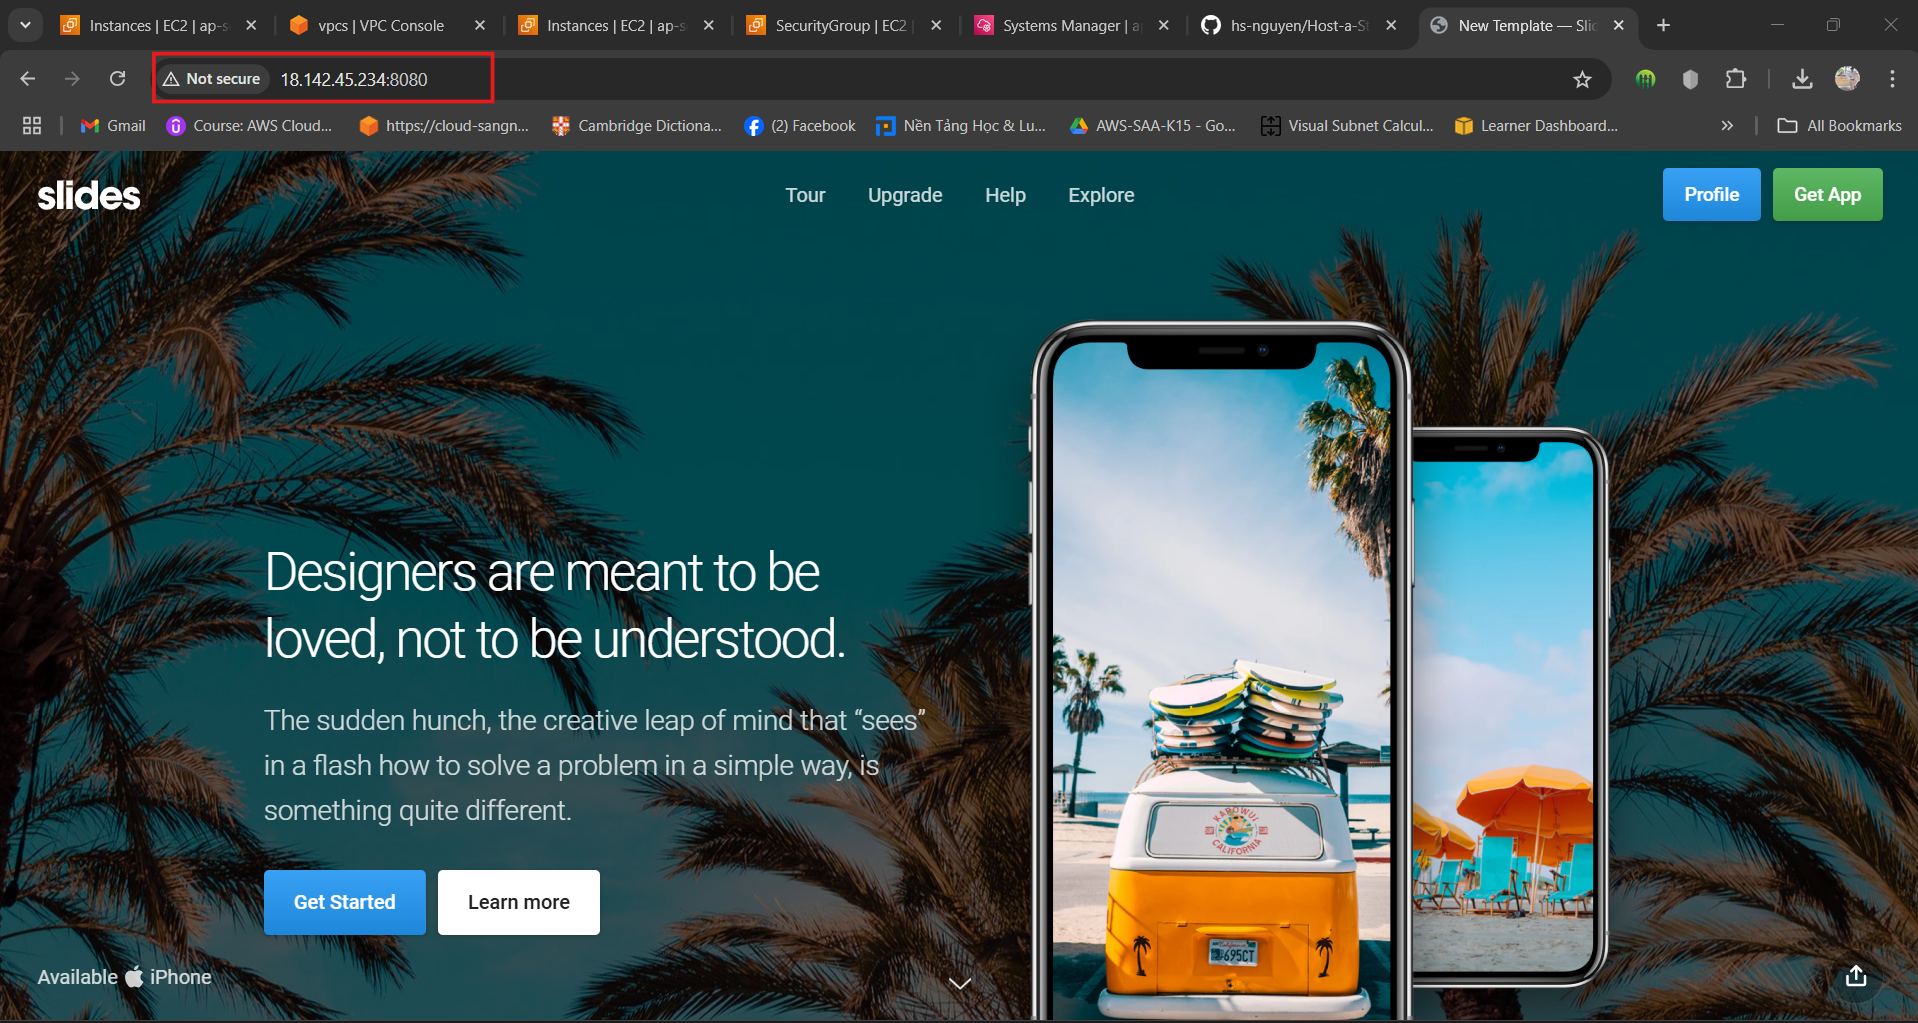 Instances | EC2 | ap-s
vpcs | VPC Console
Instances | EC2 | ap-s
SecurityGroup | EC2 |
Systems Manager | a
hs-nguyen/Host-a-St
New Template — Slid
Not secure
18.142.45.234:8080
Gmail
Course: AWS Cloud...
https://cloud-sangn...
Cambridge Dictiona...
(2) Facebook
Nền Tảng Học & Lu...
AWS-SAA-K15 - Go...
Visual Subnet Calcul...
Learner Dashboard...
All Bookmarks
slides
Tour
Upgrade
Help
Explore
Profile
Get App
Designers are meant to be
loved, not to be understood.
The sudden hunch, the creative leap of mind that “sees”
in a flash how to solve a problem in a simple way, is
something quite different.
Get Started
Learn more
Available iPhone
KAROWUI
CALIFORNIA
California
695CT